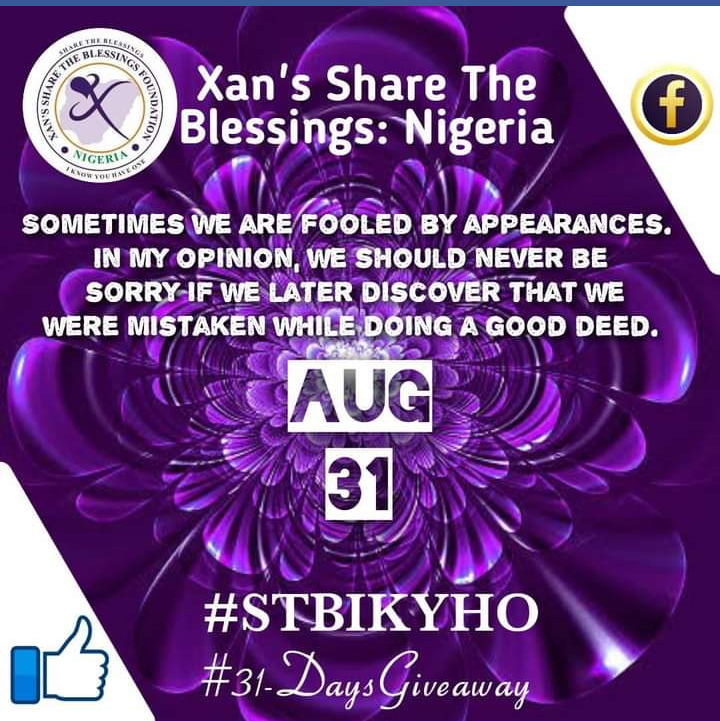 SHARE THE BLESSINGS
XAN'S SHARE THE BLESSINGS FOUNDATION
NIGERIA
I KNOW YOU HAVE ONE
Xan's Share The
Blessings: Nigeria
f
SOMETIMES WE ARE FOOLED BY APPEARANCES.
IN MY OPINION, WE SHOULD NEVER BE
SORRY IF WE LATER DISCOVER THAT WE
WERE MISTAKEN WHILE DOING A GOOD DEED.
AUG
31
#STBIKYHO
#31-DaysGiveaway